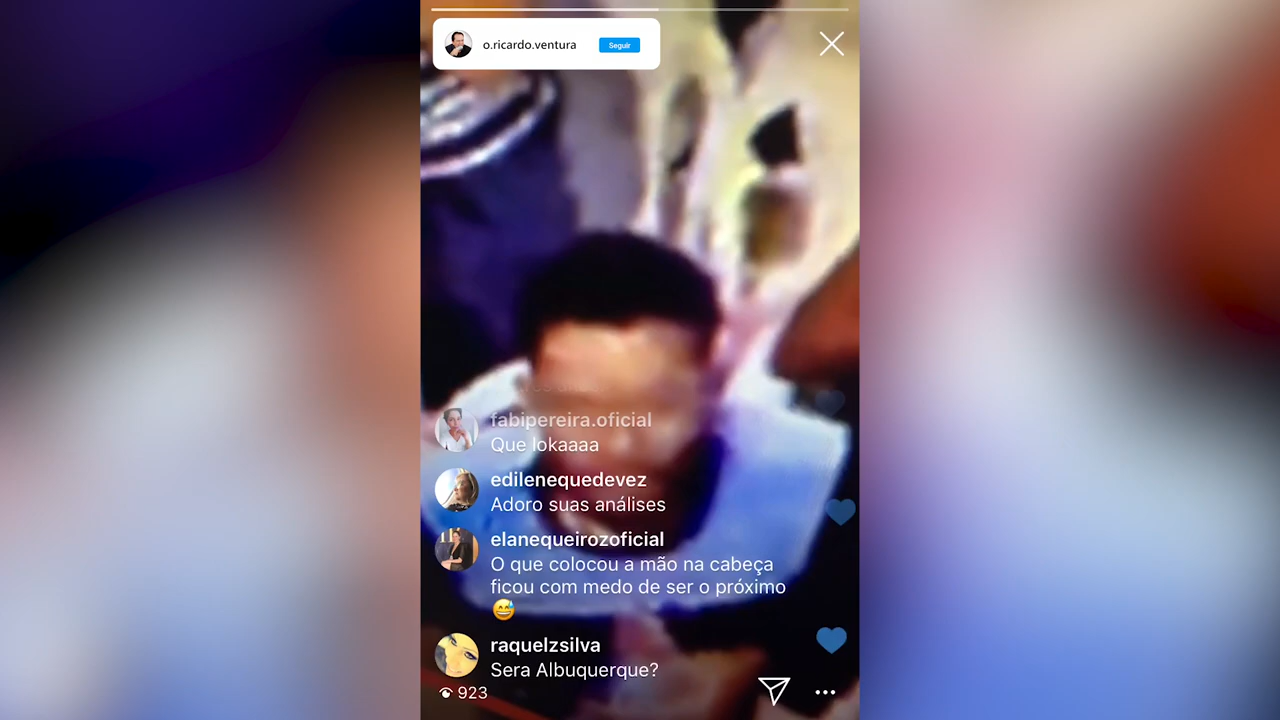 o.ricardo.ventura
Seguir
fabipereira.oficial
Que lokaaaa
edilenequedevez
Adoro suas análises
elanequeirozoficial
O que colocou a mão na cabeça
ficou com medo de ser o próximo
😅
raquelzsilva
Sera Albuquerque?
923